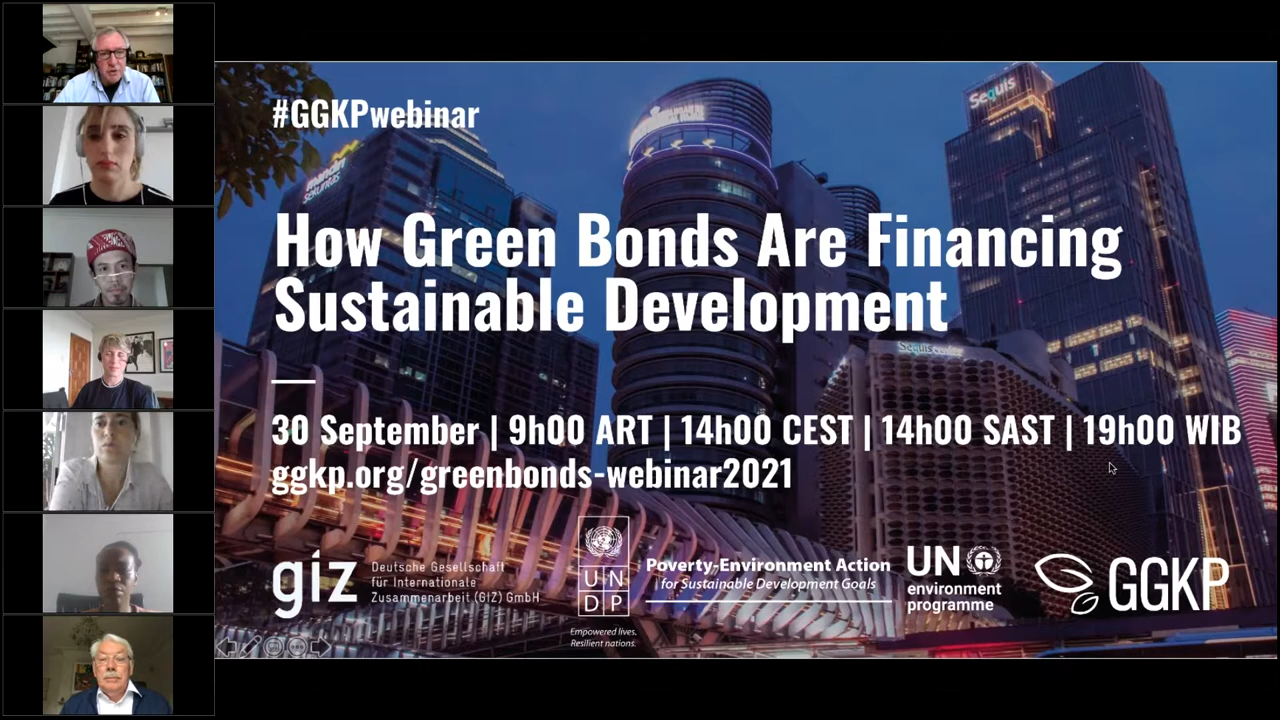 #GGKPwebinar
Sequis
How Green Bonds Are Financing
Sustainable Development
Sequis center
30 September | 9h00 ART | 14h00 CEST | 14h00 SAST | 19h00 WIB
ggkp.org/greenbonds-webinar2021
giz
Deutsche Gesellschaft
für Internationale
Zusammenarbeit (GIZ) GmbH
UN
DP
Empowered lives.
Resilient nations.
Poverty-Environment Action
for Sustainable Development Goals
UN
environment
programme
GGKP